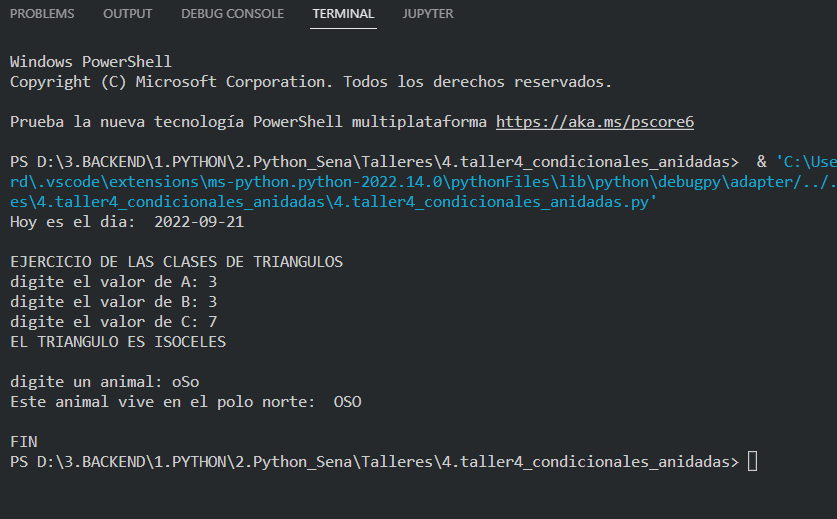 PROBLEMS OUTPUT DEBUG CONSOLE TERMINAL JUPYTER
Windows PowerShell
Copyright (C) Microsoft Corporation. Todos los derechos reservados.
Prueba la nueva tecnología PowerShell multiplataforma https://aka.ms/pscore6
PS D:\3.BACKEND\1.PYTHON\2.Python_Sena\Talleres\4.taller4_condicionales_anidadas>  & 'C:\Use
rd\.vscode\extensions\ms-python.python-2022.14.0\pythonFiles\lib\python\debugpy\adapter/../.
es\4.taller4_condicionales_anidadas\4.taller4_condicionales_anidadas.py'
Hoy es el dia:  2022-09-21
EJERCICIO DE LAS CLASES DE TRIANGULOS
digite el valor de A: 3
digite el valor de B: 3
digite el valor de C: 7
EL TRIANGULO ES ISOCELES
digite un animal: oSo
Este animal vive en el polo norte:  OSO
FIN
PS D:\3.BACKEND\1.PYTHON\2.Python_Sena\Talleres\4.taller4_condicionales_anidadas>